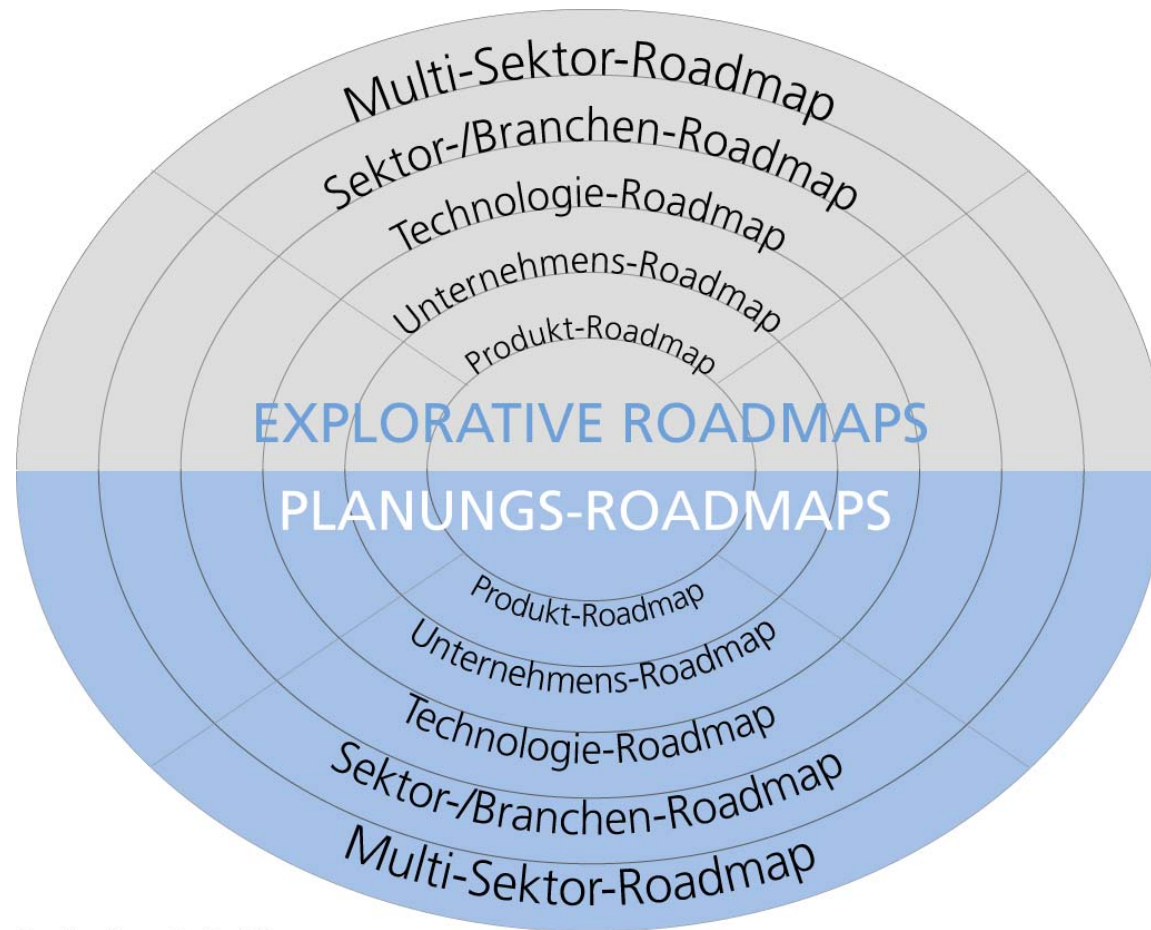 Multi-Sektor-Roadmap
Sektor-/Branchen-Roadmap
Technologie-Roadmap
Unternehmens-Roadmap
Produkt-Roadmap
EXPLORATIVE ROADMAPS
PLANUNGS-ROADMAPS
Produkt-Roadmap
Unternehmens-Roadmap
Technologie-Roadmap
Sektor-/Branchen-Roadmap
Multi-Sektor-Roadmap